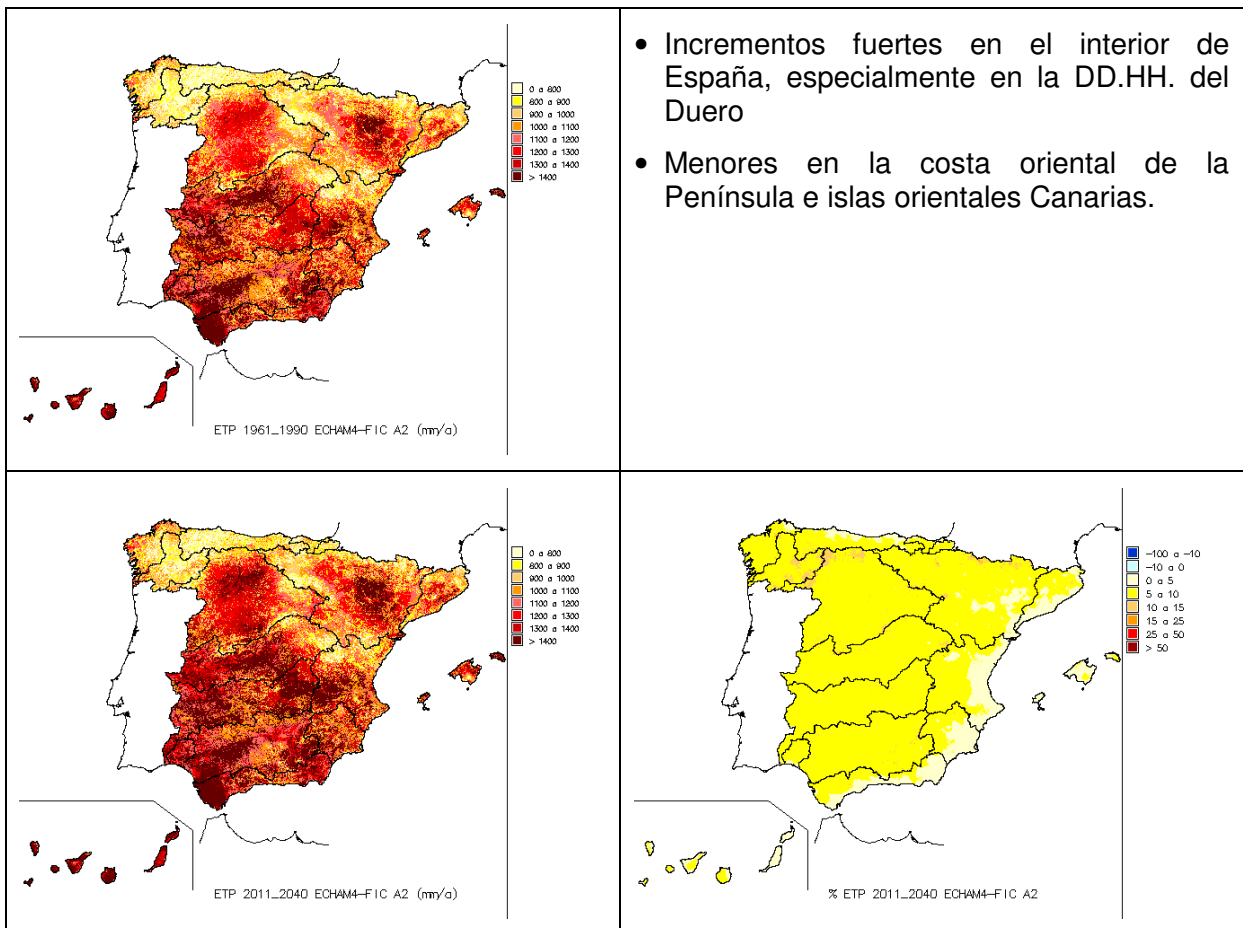 0 a 600
600 a 900
900 a 1000
1000 a 1100
1100 a 1200
1200 a 1300
1300 a 1400
> 1400
ETP 1961_1990 ECHAM4-FIC A2 (mm/a)
• Incrementos fuertes en el interior de
España, especialmente en la DD.HH. del
Duero
• Menores en la costa oriental de la
Península e islas orientales Canarias.
0 a 600
600 a 900
900 a 1000
1000 a 1100
1100 a 1200
1200 a 1300
1300 a 1400
> 1400
ETP 2011_2040 ECHAM4-FIC A2 (mm/a)
-100 a -10
-10 a 0
0 a 5
5 a 10
10 a 15
15 a 25
25 a 50
> 50
% ETP 2011_2040 ECHAM4-FIC A2